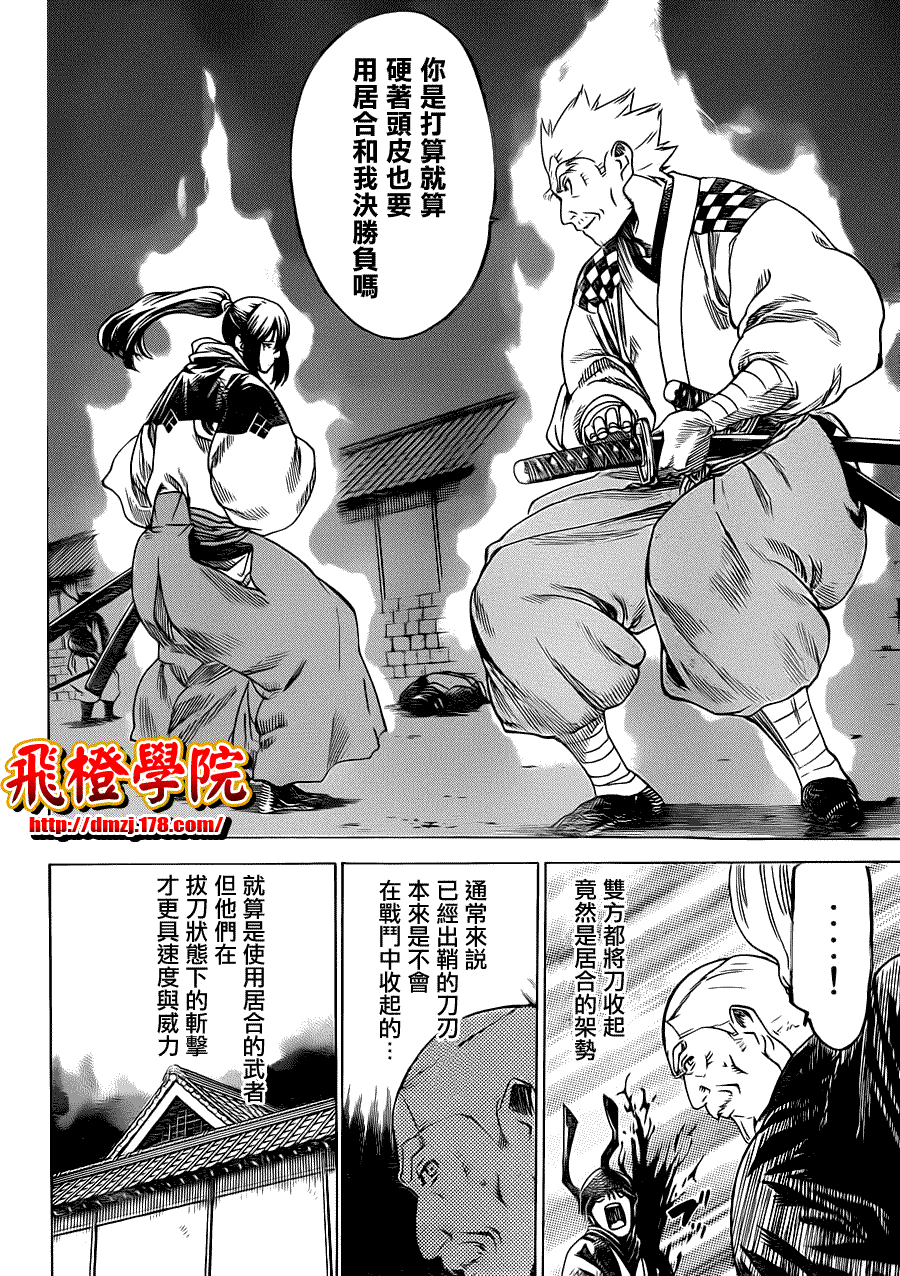 你是打算就算
硬著頭皮也要
用居合和我決勝負嗎
飛橙學院
http://dmzj.178.com/
‥‥‥！
雙方都將刀收起
竟然是居合的架勢
通常來說
已經出鞘的刀刃
本來是不會
在戰鬥中收起的…
就算是使用居合的武者
但他們在
拔刀狀態下的斬擊
才更具速度與威力